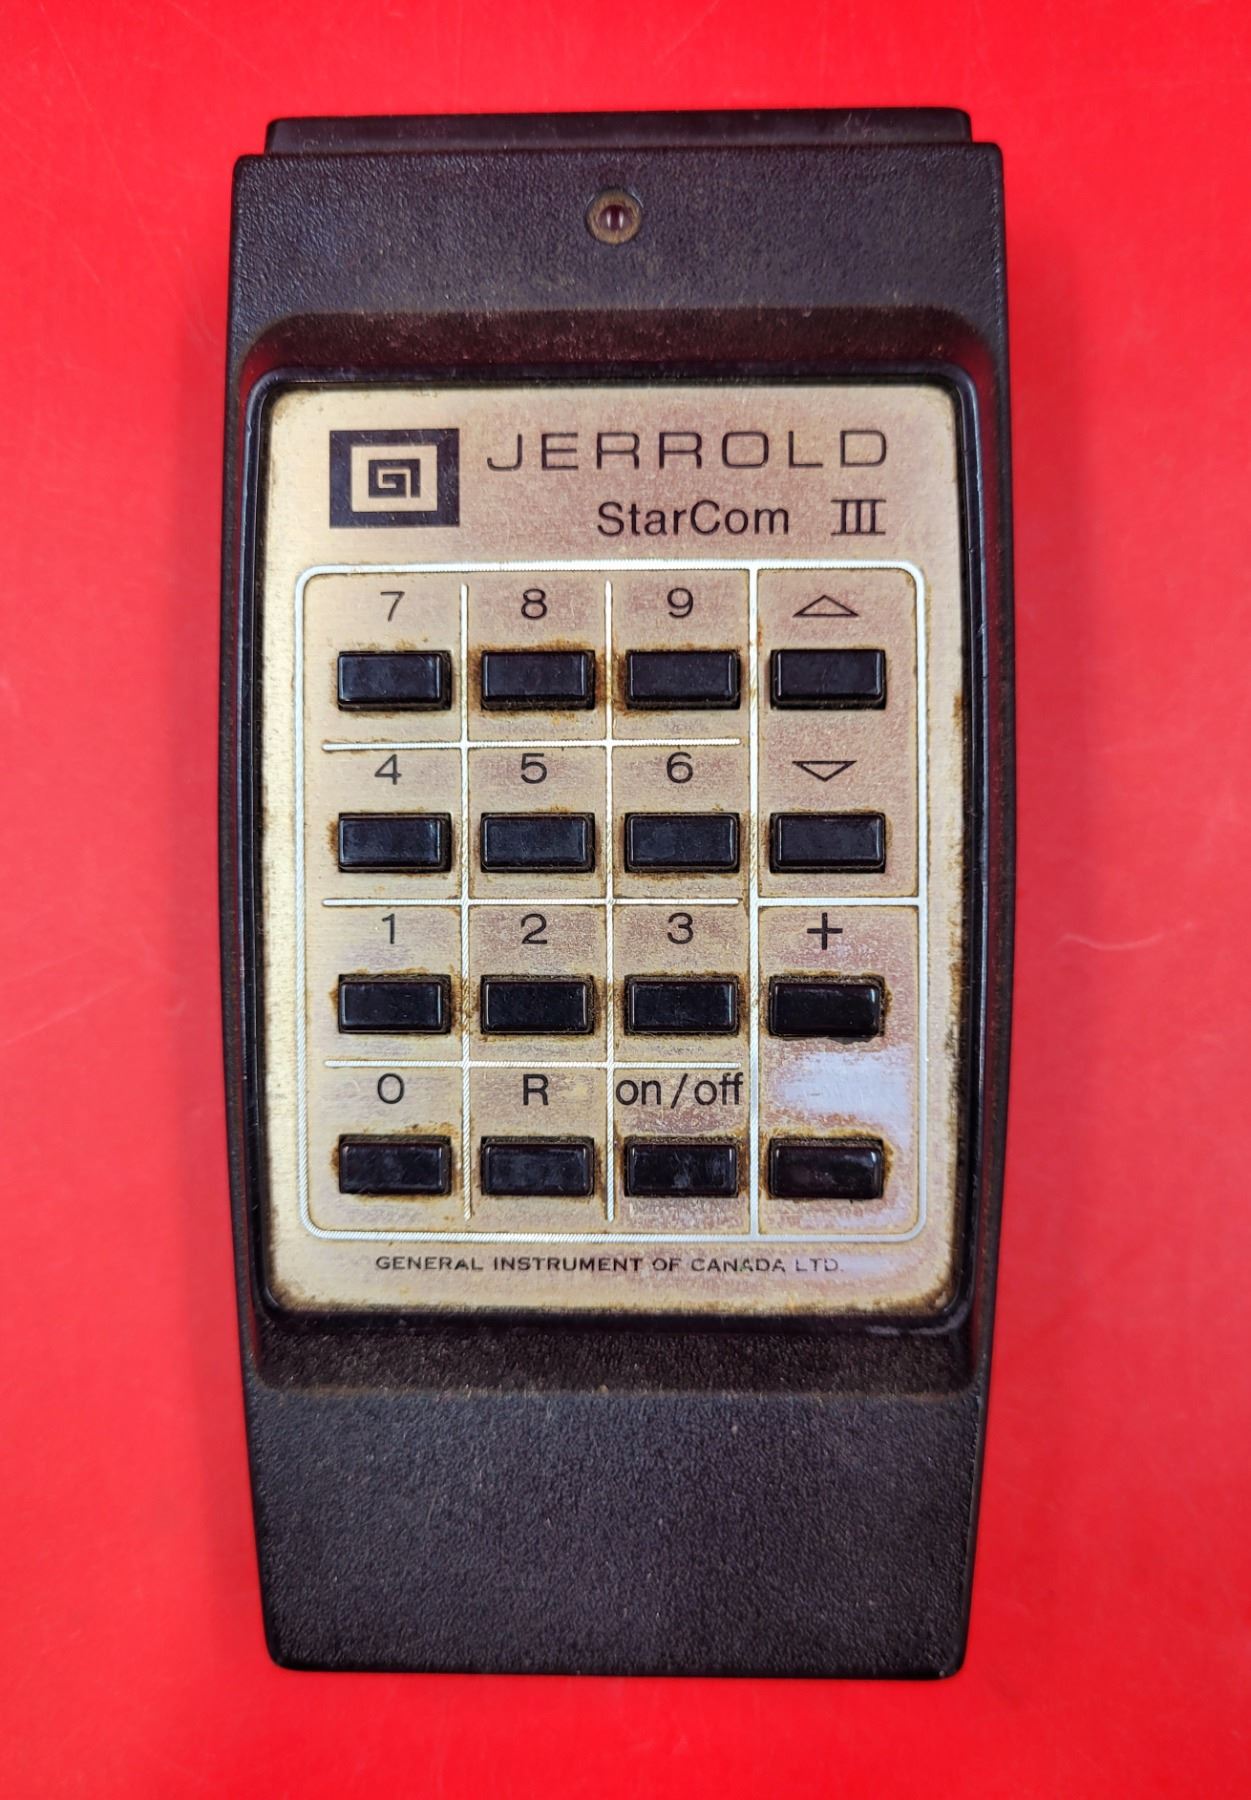 GI JERROLD
StarCom III
7 8 9 △
4 5 6 ▽
1 2 3 +
0 R on/off
GENERAL INSTRUMENT OF CANADA LTD.